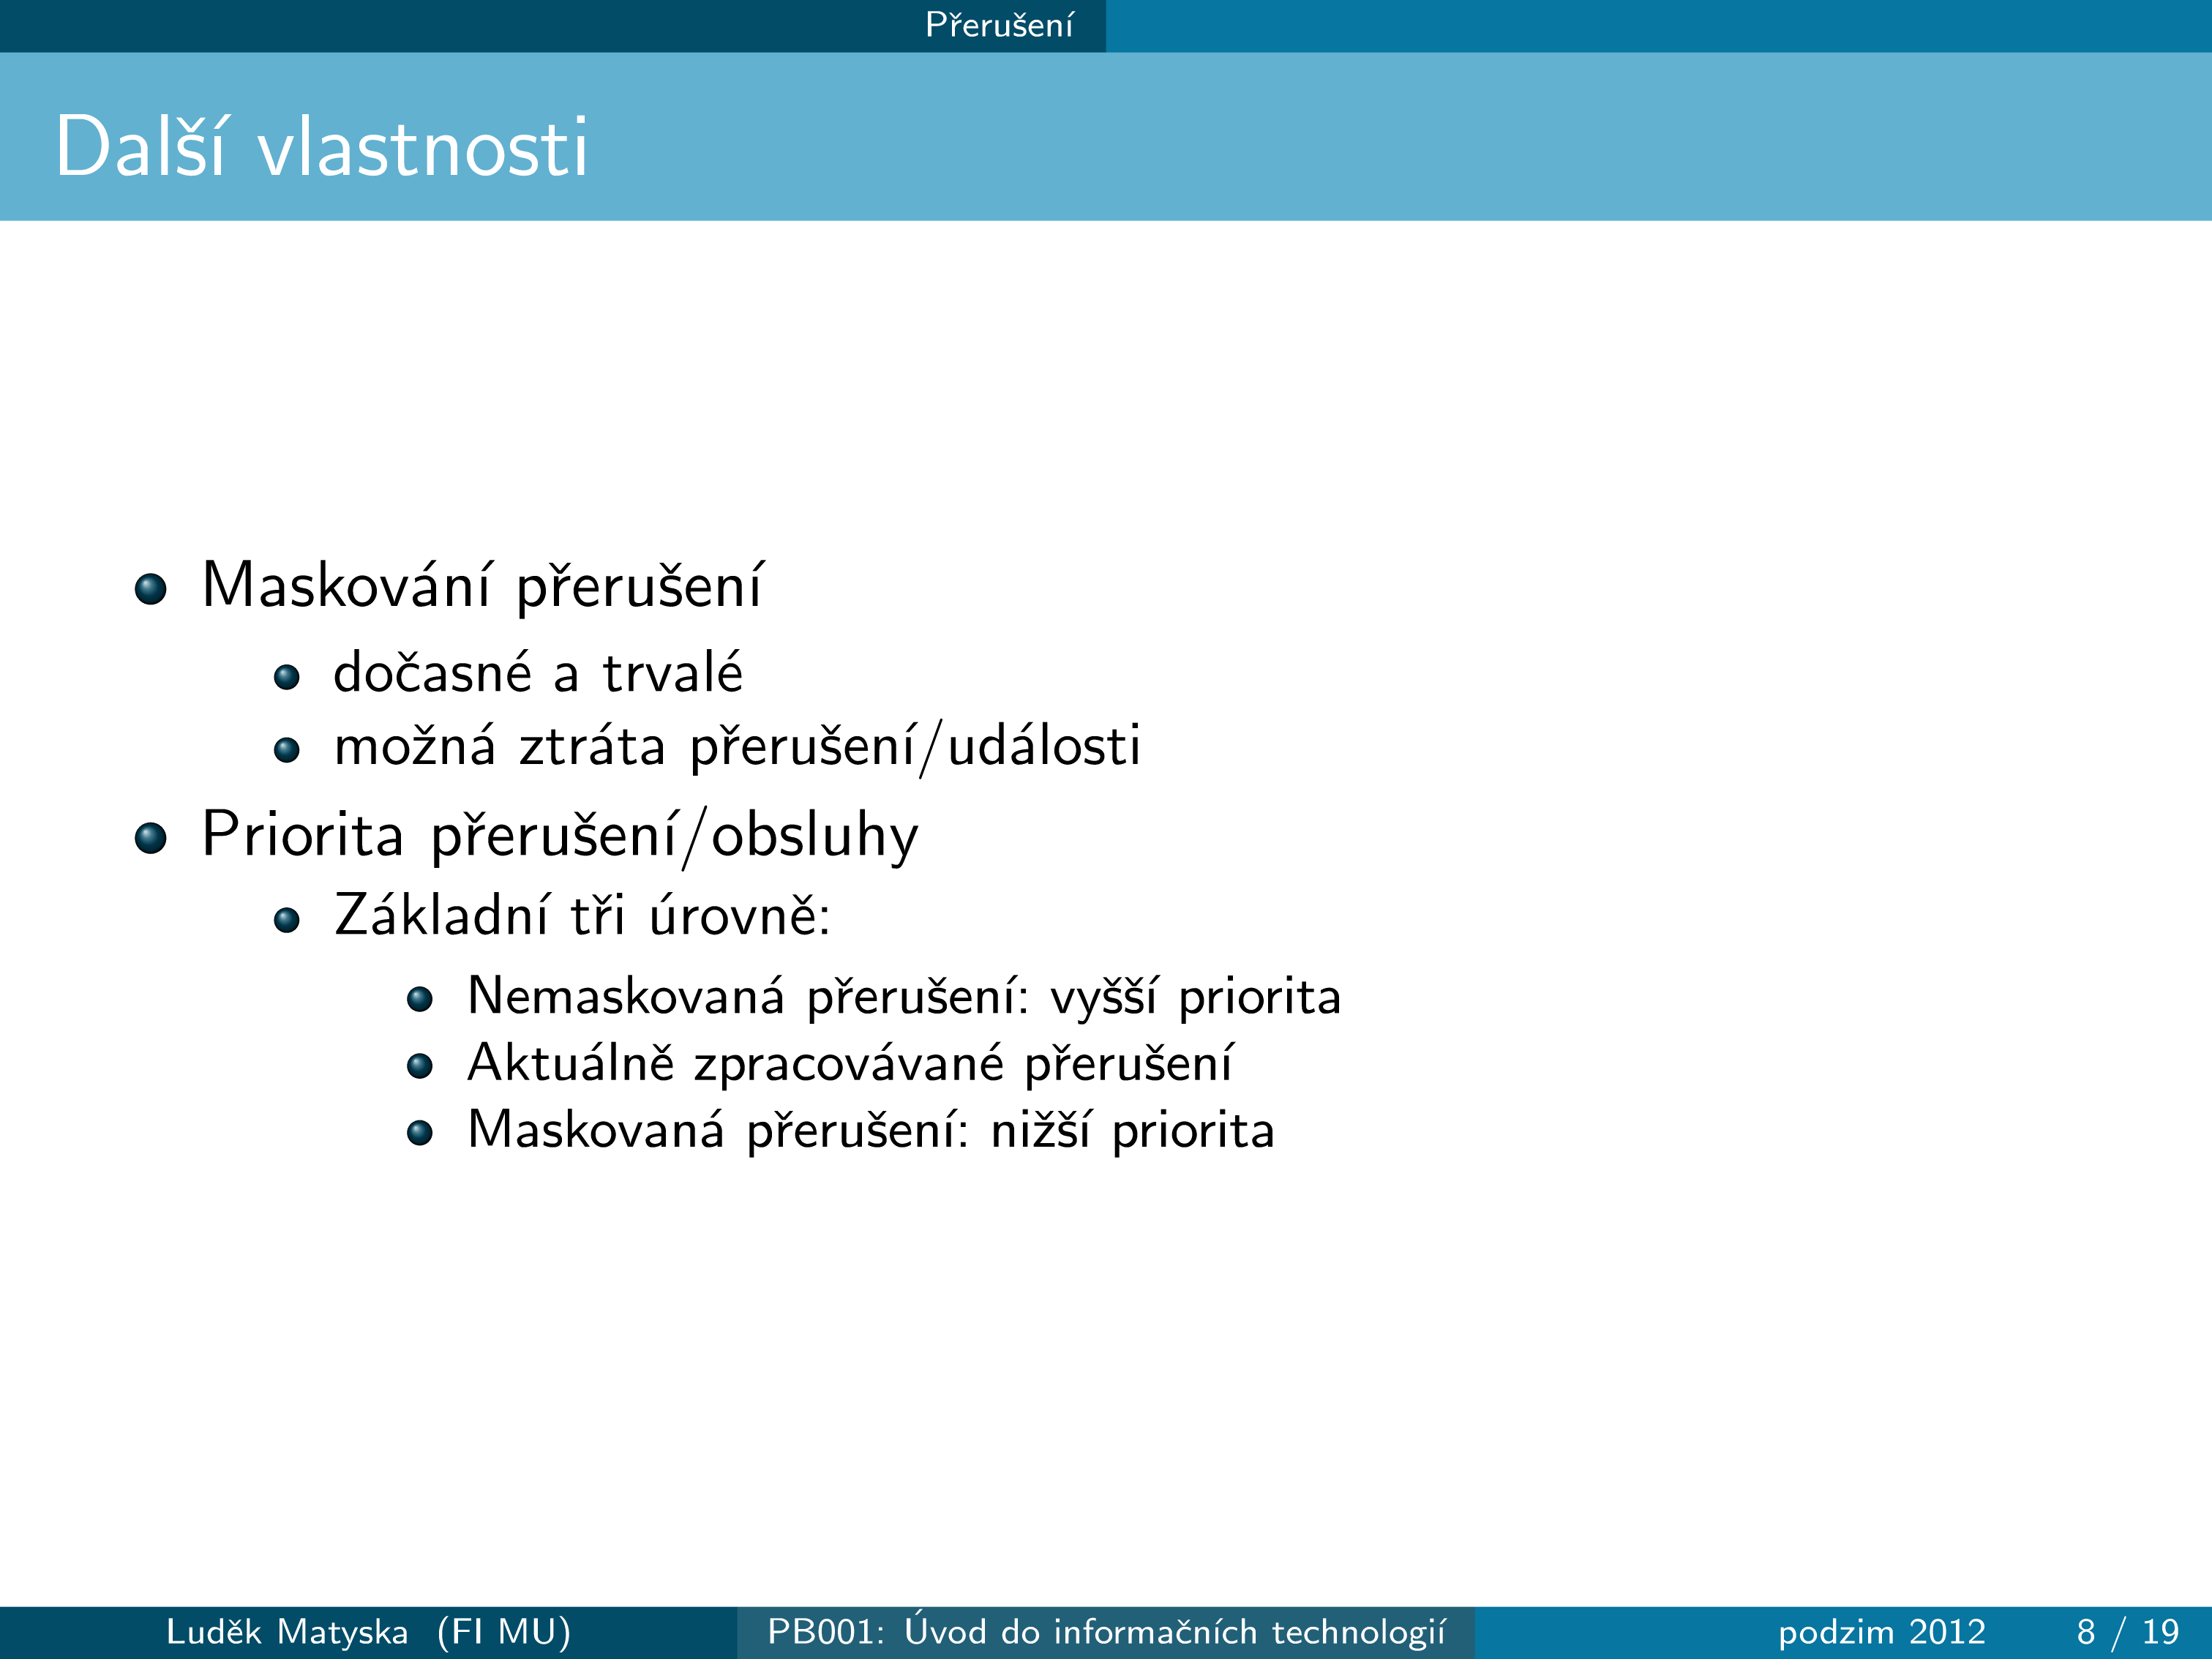 Přerušení
Další vlastnosti
Maskování přerušení
dočasné a trvalé
možná ztráta přerušení/události
Priorita přerušení/obsluhy
Základní tři úrovně:
Nemaskovaná přerušení: vyšší priorita
Aktuálně zpracovávané přerušení
Maskovaná přerušení: nižší priorita
Luděk Matyska (FI MU) PB001: Úvod do informačních technologií podzim 2012 8 / 19